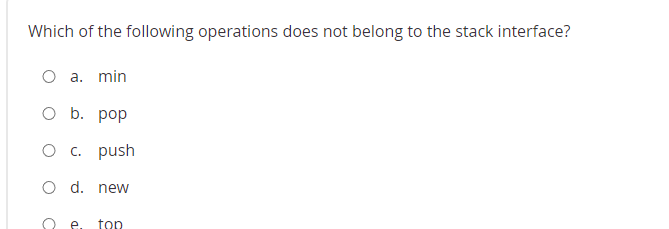 Which of the following operations does not belong to the stack interface?
a. min
b. pop
c. push
d. new
e. top